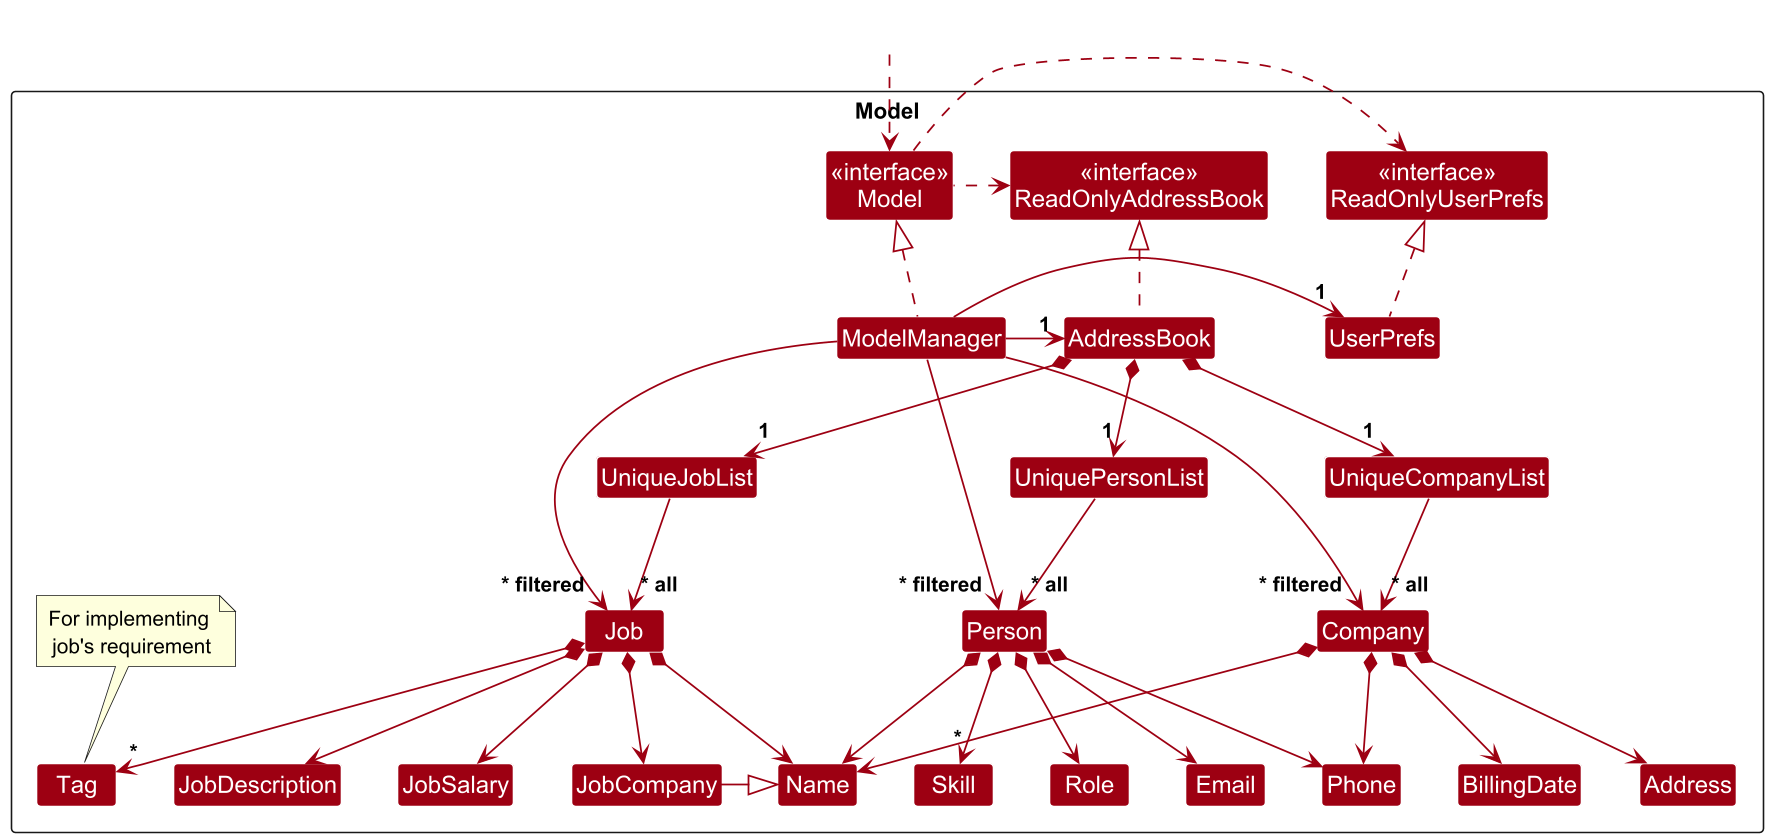 Model
«interface»
Model
«interface»
ReadOnlyAddressBook
«interface»
ReadOnlyUserPrefs
1
1
ModelManager
AddressBook
UserPrefs
1
1
1
UniqueJobList
UniquePersonList
UniqueCompanyList
* filtered
* all
* filtered
* all
* filtered
* all
For implementing
job's requirement
Job
Person
Company
*
*
Tag
JobDescription
JobSalary
JobCompany
Name
Skill
Role
Email
Phone
BillingDate
Address